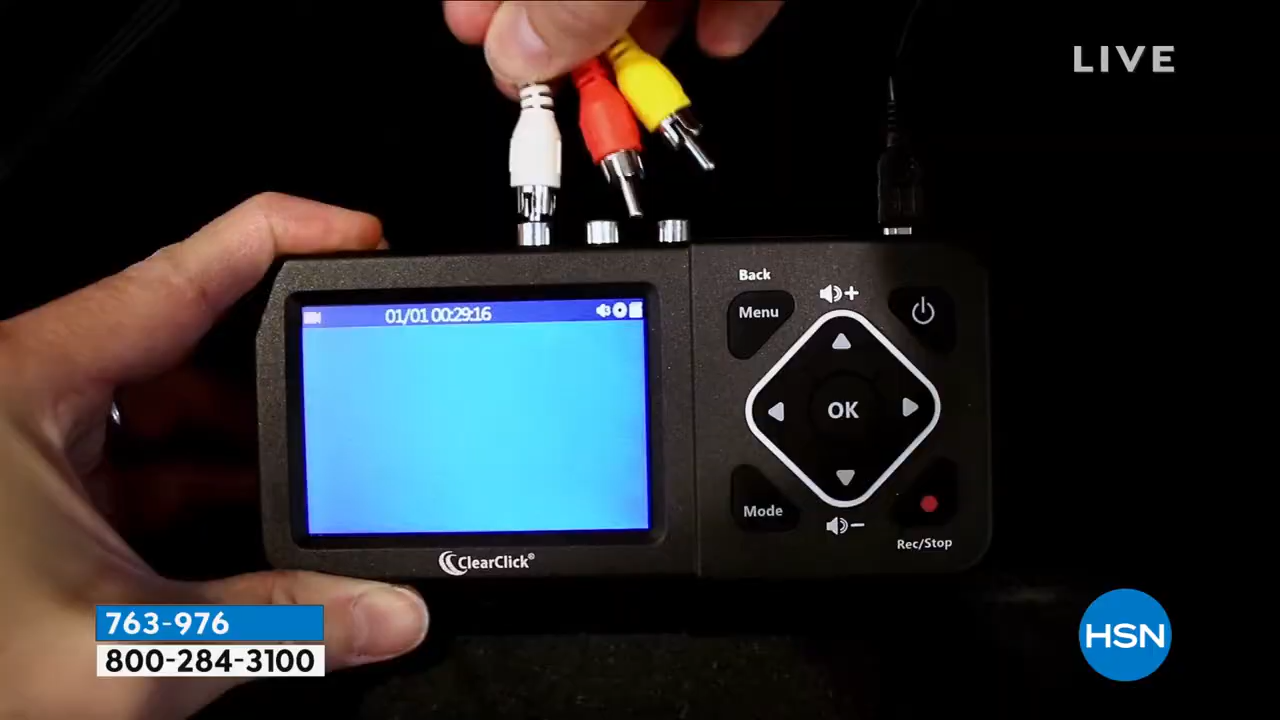 LIVE
Back
Menu
+
01/01 00:29:16
OK
Mode
−
Rec/Stop
ClearClick®
763-976
800-284-3100
HSN